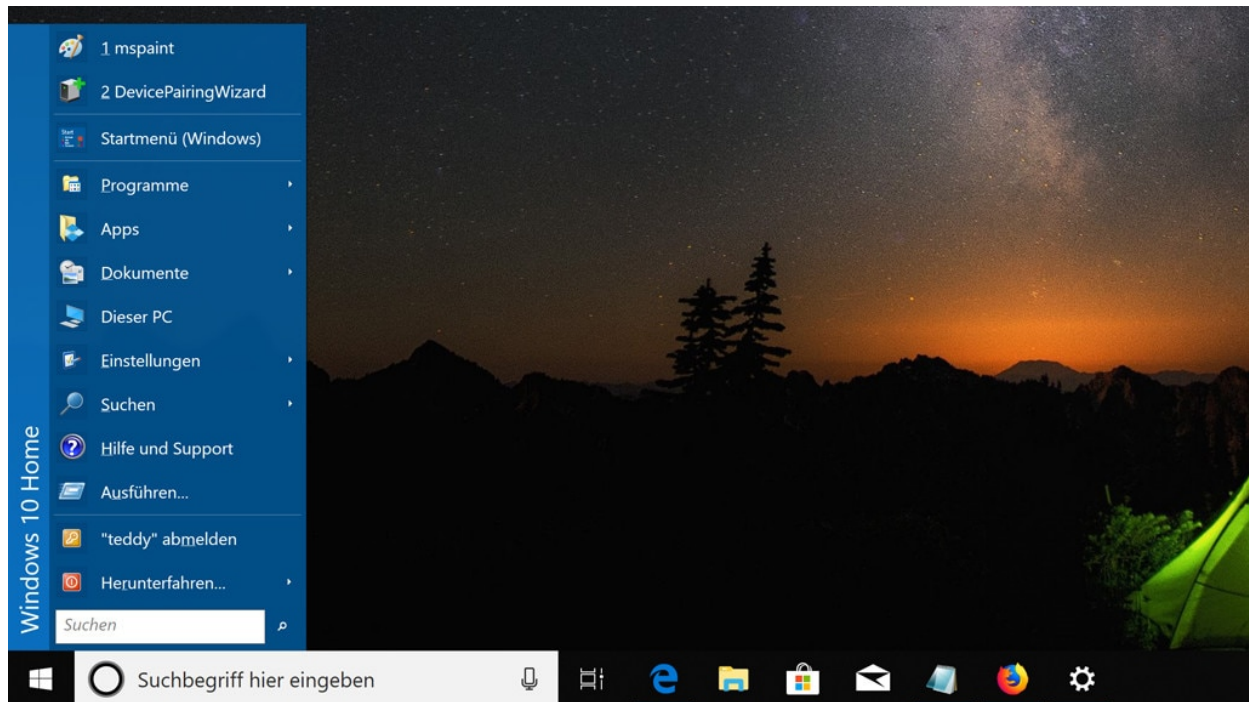 1 mspaint
2 DevicePairingWizard
Startmenü (Windows)
Programme
Apps
Dokumente
Dieser PC
Einstellungen
Suchen
Hilfe und Support
Ausführen...
"teddy" abmelden
Herunterfahren...
Suchen
Windows 10 Home
Suchbegriff hier eingeben